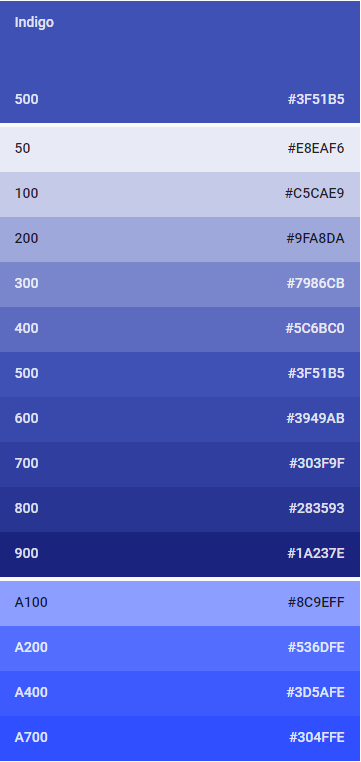 Indigo
500 #3F51B5
50 #E8EAF6
100 #C5CAE9
200 #9FA8DA
300 #7986CB
400 #5C6BC0
500 #3F51B5
600 #3949AB
700 #303F9F
800 #283593
900 #1A237E
A100 #8C9EFF
A200 #536DFE
A400 #3D5AFE
A700 #304FFE